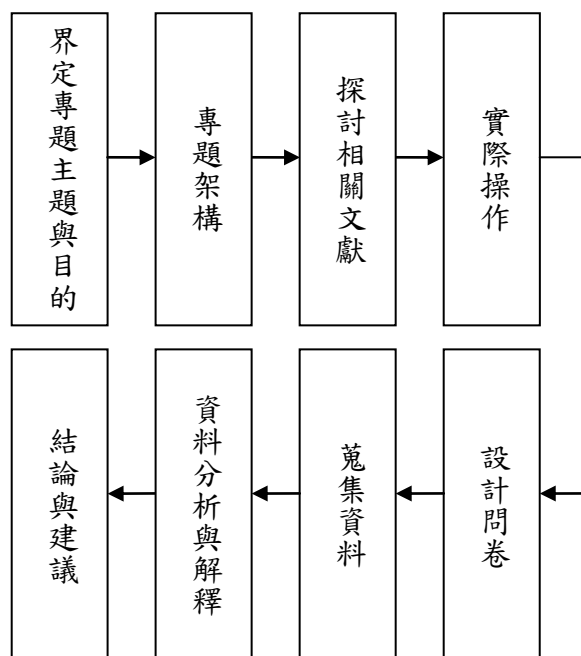 界定專題主題與目的
專題架構
探討相關文獻
實際操作
設計問卷
蒐集資料
資料分析與解釋
結論與建議